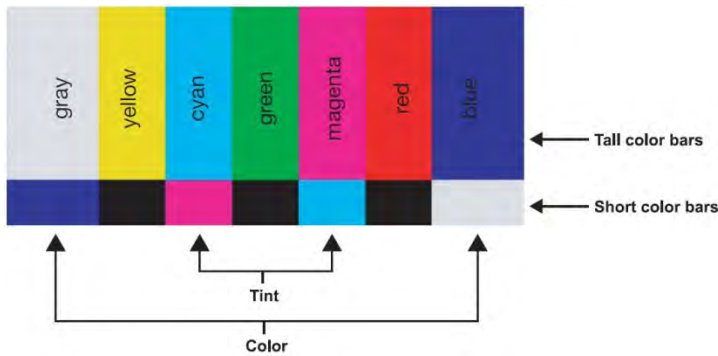 gray
yellow
cyan
green
magenta
red
blue
Tall color bars
Short color bars
Tint
Color